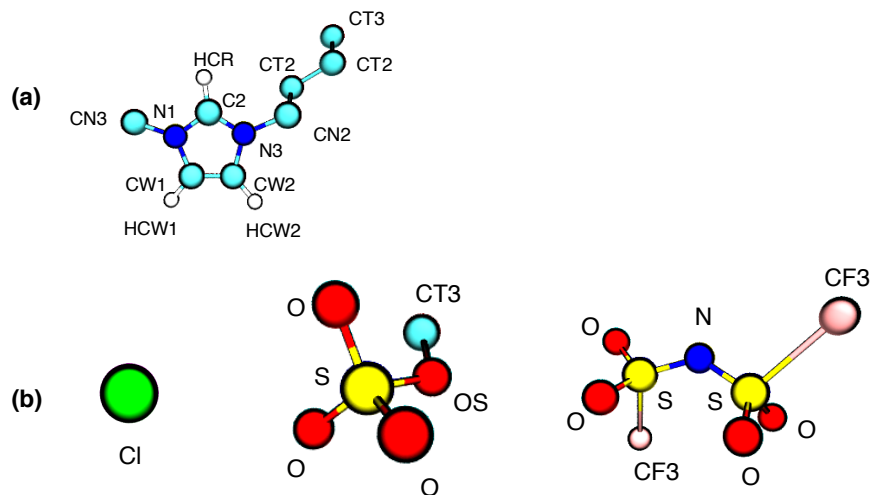 CT3
HCR
CT2
CT2
(a)
N1
C2
CN3
CN2
N3
CW1
CW2
HCW1
HCW2
CF3
CT3
O
N
O
S
(b)
OS
O
S
S
O
Cl
O
O
CF3
O
O